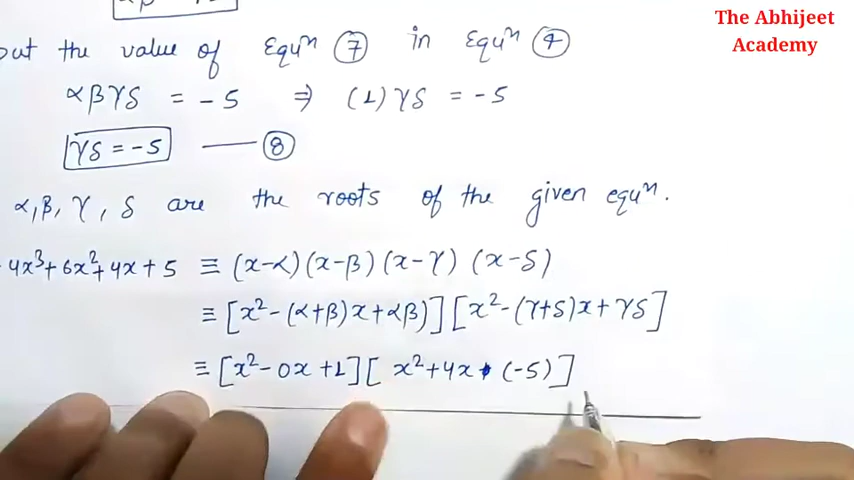 The Abhijeet
Academy
put the value of Equⁿ ⑦ in Equⁿ ④
αβγδ = -5 ⇒ (1)γδ = -5
γδ = -5 —— ⑧
α,β, γ, δ are the roots of the given equⁿ.
4x³+6x²+4x+5 ≡ (x-α)(x-β)(x-γ)(x-δ)
≡ [x²-(α+β)x+αβ)][x²-(γ+δ)x+γδ]
≡ [x²-0x+1][x²+4x+(-5)]